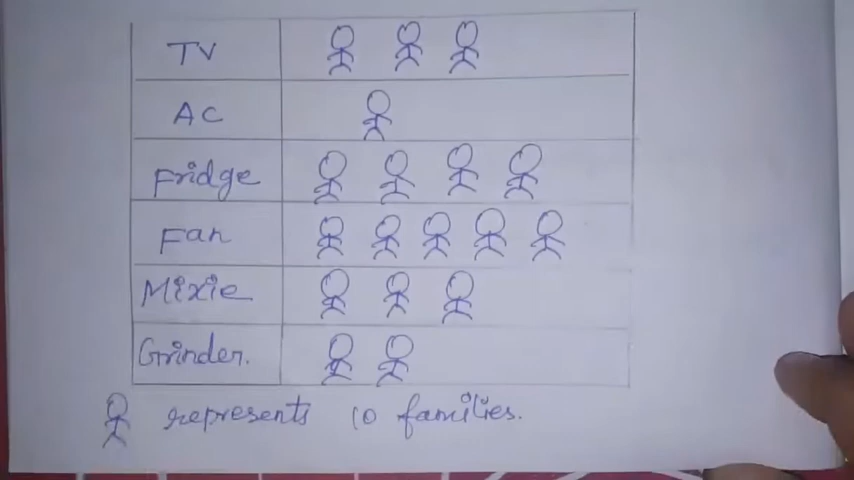 TV
AC
Fridge
Fan
Mixie
Grinder.
represents 10 families.